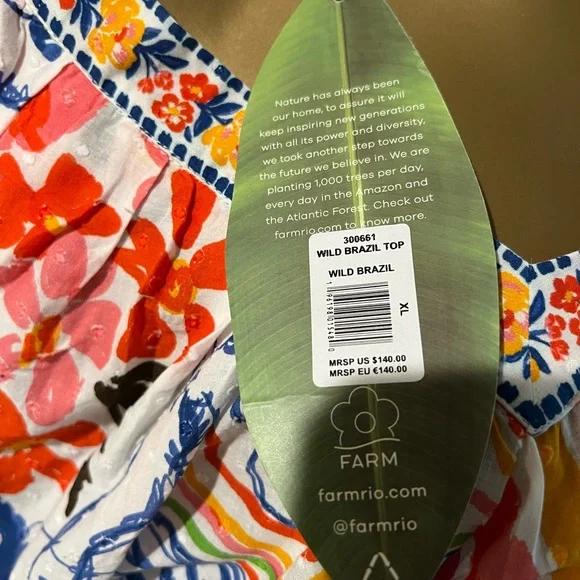 Nature has always been
our home, to assure it will
keep inspiring new generations
with all its power and diversity,
we took another step towards
the future we believe in. We are
planting 1,000 trees per day,
every day in the Amazon and
the Atlantic Forest. Check out
farmrio.com to know more.
300661
WILD BRAZIL TOP
WILD BRAZIL
XL
MRSP US $140.00
MRSP EU €140.00
FARM
farmrio.com
@farmrio